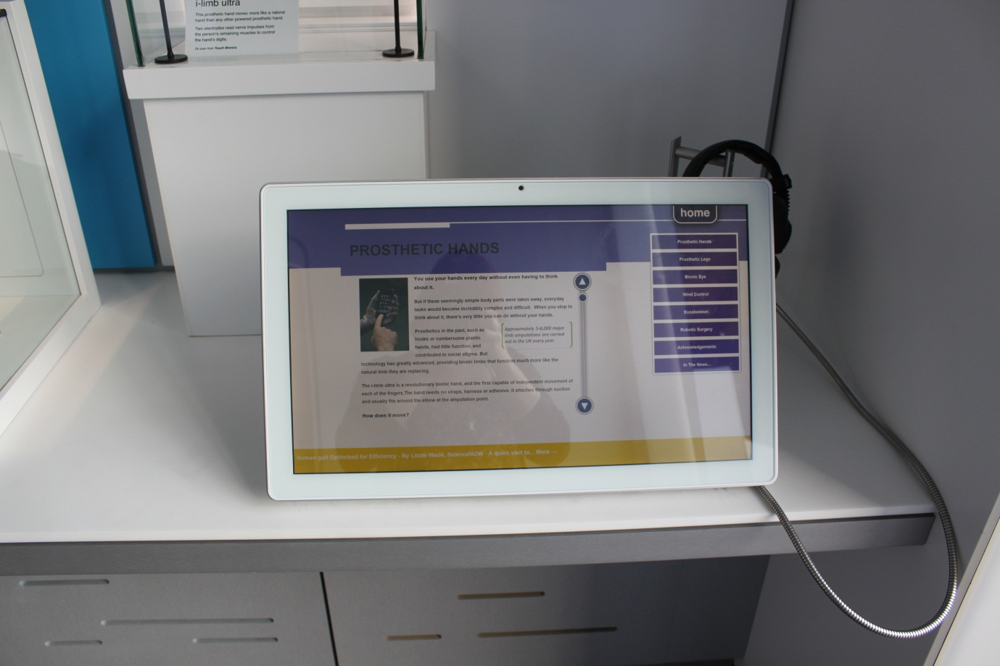 i-limb ultra
This prosthetic hand moves more like a natural
hand than any other powered prosthetic hand.
Two electrodes read nerve impulses from
the person's remaining muscles to control
the hand's digits.
On loan from Touch Bionics
home
PROSTHETIC HANDS
You use your hands every day without even having to think
about it.
But if these seemingly simple body parts were taken away, everyday
tasks would become incredibly complex and difficult. When you stop to
think about it, there's very little you can do without your hands.
Prosthetics in the past, such as
hooks or cumbersome plastic
hands, had little function, and
contributed to social stigma. But
technology has greatly advanced, providing bionic limbs that function much more like the
natural limb they are replacing.
Approximately 5-6,000 major
limb amputations are carried
out in the UK every year.
The i-limb ultra is a revolutionary bionic hand, and the first capable of independent movement of
each of the fingers. The hand needs no straps, harness or adhesive. It attaches through suction
and usually fits around the elbow at the amputation point.
How does it move?
Prosthetic Hands
Prosthetic Legs
Bionic Eye
Mind Control
Exoskeleton
Robotic Surgery
Acknowledgements
In The News...
Human gait Optimised for Efficiency - By Lizzie Wade, ScienceNOW - A quick visit to... More →